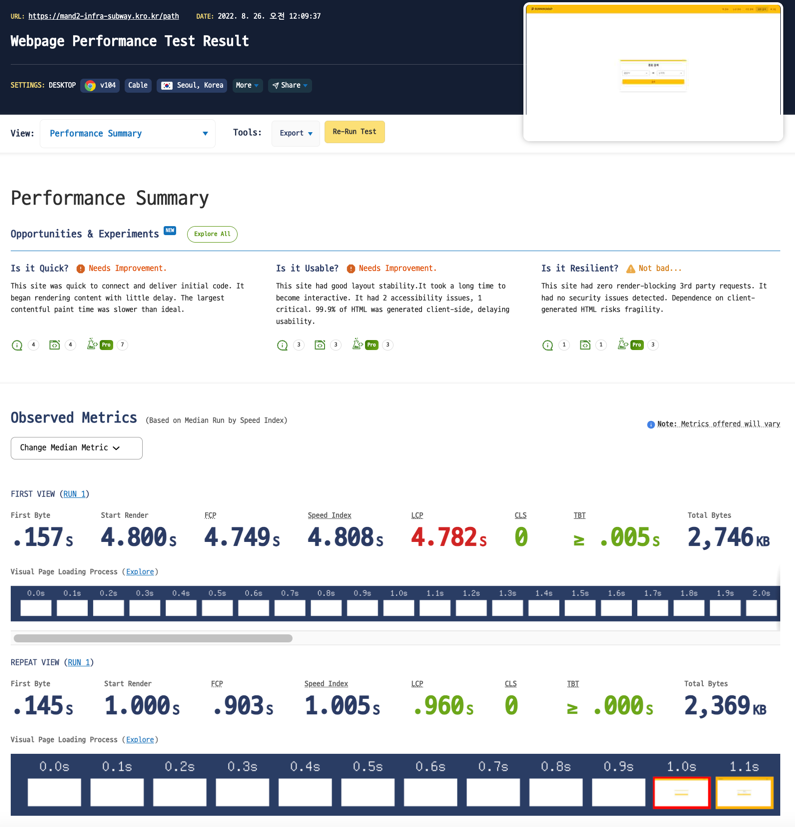 URL: https://mand2-infra-subway.kro.kr/path DATE: 2022. 8. 26. 오전 12:09:37
Webpage Performance Test Result
SETTINGS: DESKTOP v104 Cable Seoul, Korea More Share
View: Performance Summary Tools: Export Re-Run Test
Performance Summary
Opportunities & Experiments NEW Explore All
Is it Quick? Needs Improvement.
This site was quick to connect and deliver initial code. It
began rendering content with little delay. The largest
contentful paint time was slower than ideal.
4 4 Pro 7
Is it Usable? Needs Improvement.
This site had good layout stability.It took a long time to
become interactive. It had 2 accessibility issues, 1
critical. 99.9% of HTML was generated client-side, delaying
usability.
3 3 Pro 3
Is it Resilient? Not bad...
This site had zero render-blocking 3rd party requests. It
had no security issues detected. Dependence on client-
generated HTML risks fragility.
1 1 Pro 3
Observed Metrics (Based on Median Run by Speed Index)
Note: Metrics offered will vary
Change Median Metric
FIRST VIEW (RUN 1)
First Byte Start Render FCP Speed Index LCP CLS TBT Total Bytes
.157S 4.800S 4.749S 4.808S 4.782S 0 ≥ .005S 2,746KB
Visual Page Loading Process (Explore)
0.0s 0.1s 0.2s 0.3s 0.4s 0.5s 0.6s 0.7s 0.8s 0.9s 1.0s 1.1s 1.2s 1.3s 1.4s 1.5s 1.6s 1.7s 1.8s 1.9s 2.0s
REPEAT VIEW (RUN 1)
First Byte Start Render FCP Speed Index LCP CLS TBT Total Bytes
.145S 1.000S .903S 1.005S .960S 0 ≥ .000S 2,369KB
Visual Page Loading Process (Explore)
0.0s 0.1s 0.2s 0.3s 0.4s 0.5s 0.6s 0.7s 0.8s 0.9s 1.0s 1.1s